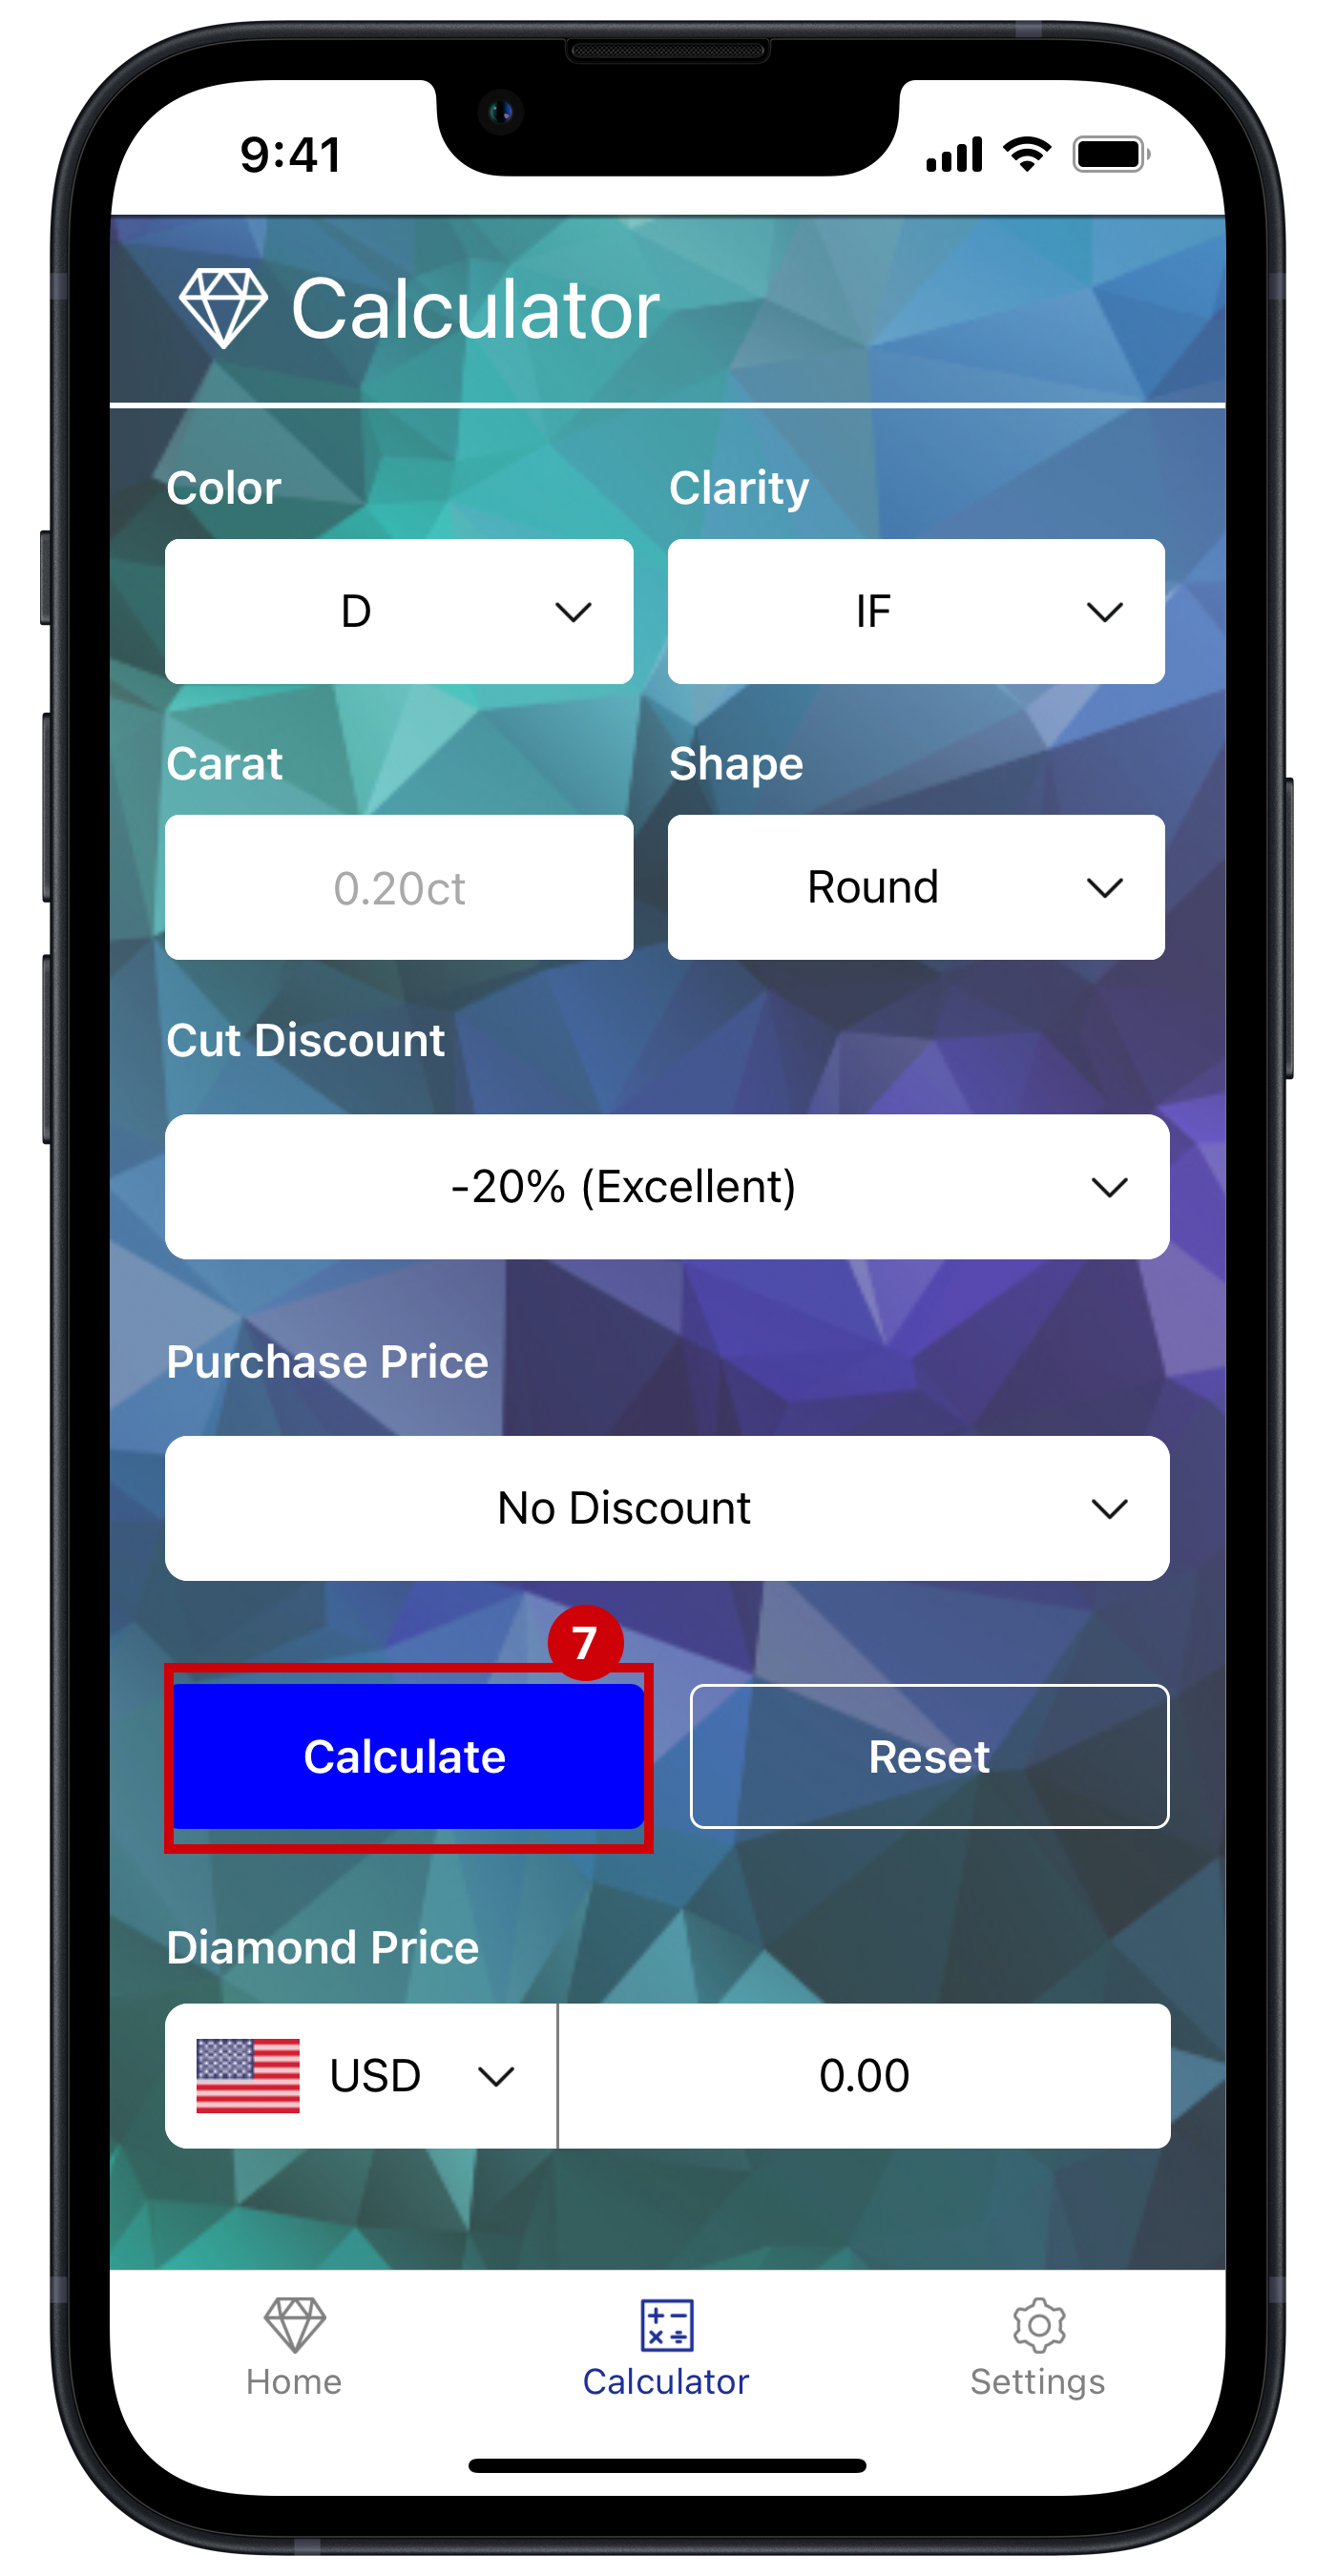 9:41
Calculator
Color Clarity
D IF
Carat Shape
0.20ct Round
Cut Discount
-20% (Excellent)
Purchase Price
No Discount
7
Calculate Reset
Diamond Price
USD 0.00
Home Calculator Settings